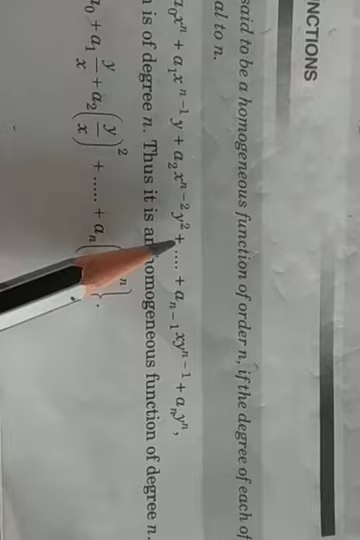 NCTIONS
said to be a homogeneous function of order n, if the degree of each of
al to n.
a₀xⁿ + a₁xⁿ⁻¹y + a₂xⁿ⁻²y² + .... + aₙ₋₁xyⁿ⁻¹ + aₙyⁿ,
is of degree n. Thus it is homogeneous function of degree n.
a₀ + a₁ y/x + a₂ (y/x)² + ..... + aₙ ( ⁿ}.